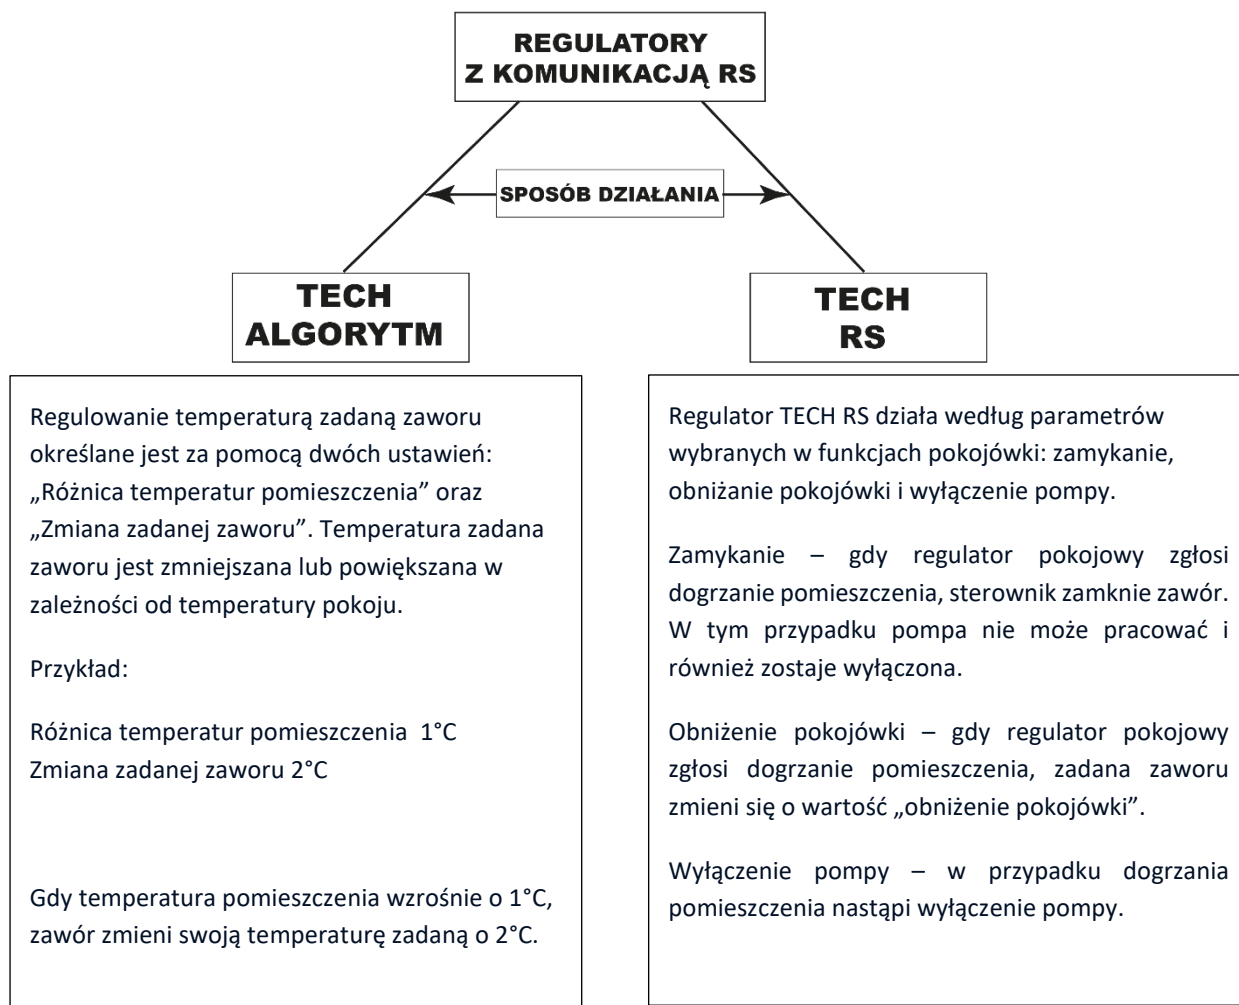 REGULATORY
Z KOMUNIKACJĄ RS
SPOSÓB DZIAŁANIA
TECH
ALGORYTM
TECH
RS
Regulowanie temperaturą zadaną zaworu
określane jest za pomocą dwóch ustawień:
„Różnica temperatur pomieszczenia” oraz
„Zmiana zadanej zaworu”. Temperatura zadana
zaworu jest zmniejszana lub powiększana w
zależności od temperatury pokoju.
Przykład:
Różnica temperatur pomieszczenia 1°C
Zmiana zadanej zaworu 2°C
Gdy temperatura pomieszczenia wzrośnie o 1°C,
zawór zmieni swoją temperaturę zadaną o 2°C.
Regulator TECH RS działa według parametrów
wybranych w funkcjach pokojówki: zamykanie,
obniżanie pokojówki i wyłączenie pompy.
Zamykanie – gdy regulator pokojowy zgłosi
dogrzanie pomieszczenia, sterownik zamknie zawór.
W tym przypadku pompa nie może pracować i
również zostaje wyłączona.
Obniżenie pokojówki – gdy regulator pokojowy
zgłosi dogrzanie pomieszczenia, zadana zaworu
zmieni się o wartość „obniżenie pokojówki”.
Wyłączenie pompy – w przypadku dogrzania
pomieszczenia nastąpi wyłączenie pompy.